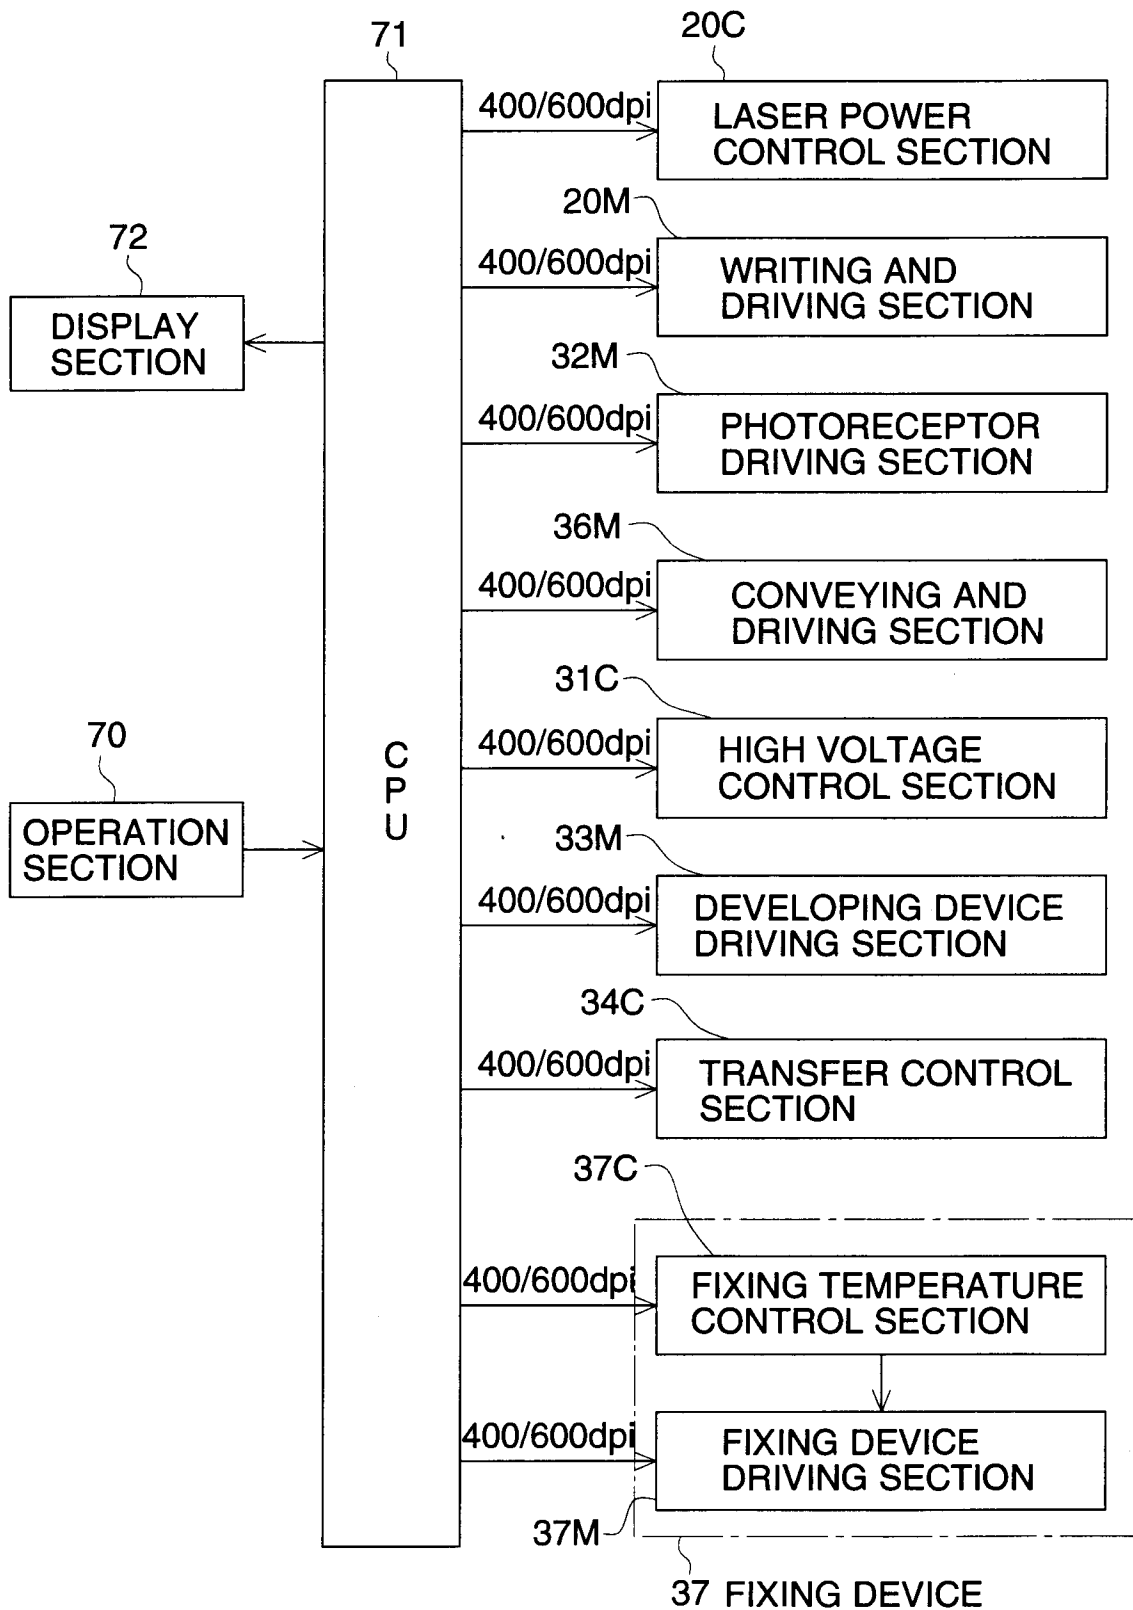 71
20C
400/600dpi
LASER POWER
CONTROL SECTION
20M
400/600dpi
WRITING AND
DRIVING SECTION
72
DISPLAY
SECTION
32M
400/600dpi
PHOTORECEPTOR
DRIVING SECTION
36M
400/600dpi
CONVEYING AND
DRIVING SECTION
31C
400/600dpi
HIGH VOLTAGE
CONTROL SECTION
70
OPERATION
SECTION
C
P
U
33M
400/600dpi
DEVELOPING DEVICE
DRIVING SECTION
34C
400/600dpi
TRANSFER CONTROL
SECTION
37C
400/600dpi
FIXING TEMPERATURE
CONTROL SECTION
400/600dpi
FIXING DEVICE
DRIVING SECTION
37M
37 FIXING DEVICE